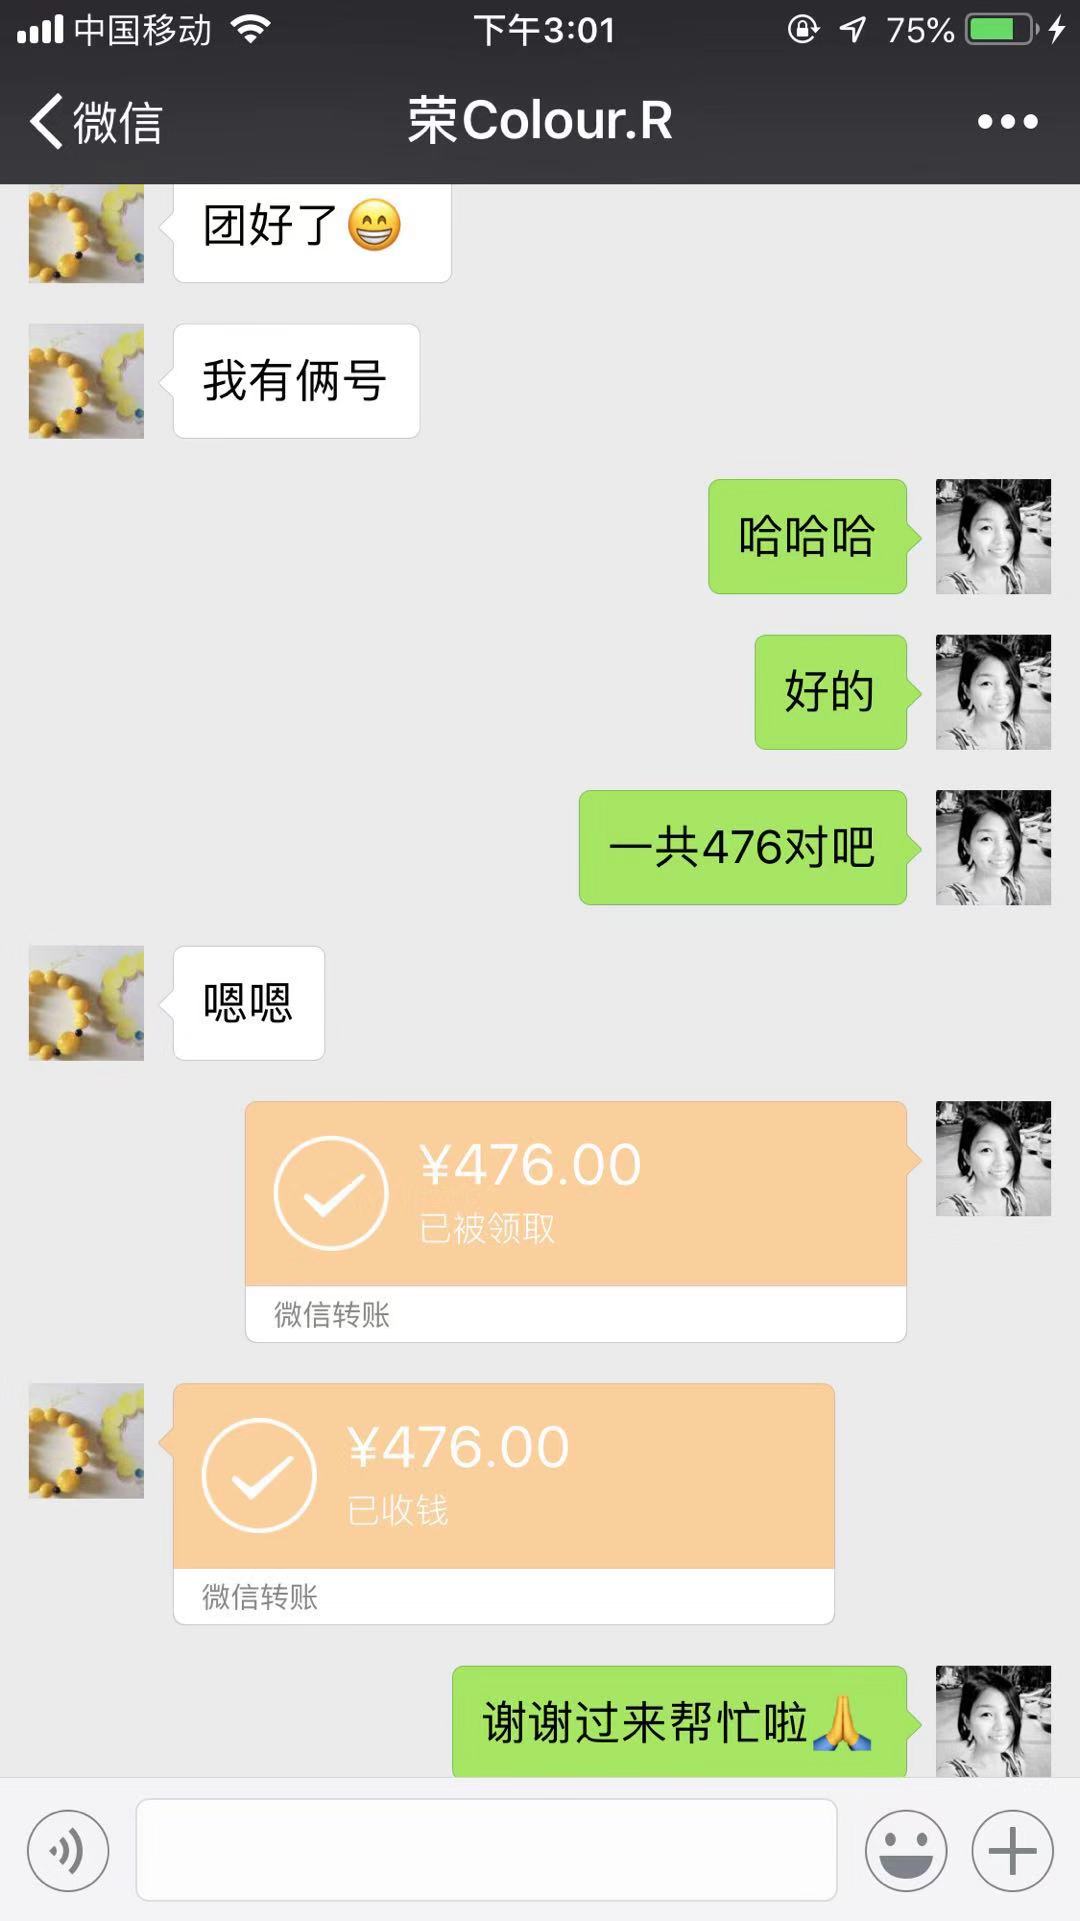 中国移动 下午3:01 75%
微信 荣Colour.R
团好了😁
我有俩号
哈哈哈
好的
一共476对吧
嗯嗯
¥476.00
已被领取
微信转账
¥476.00
已收钱
微信转账
谢谢过来帮忙啦🙏